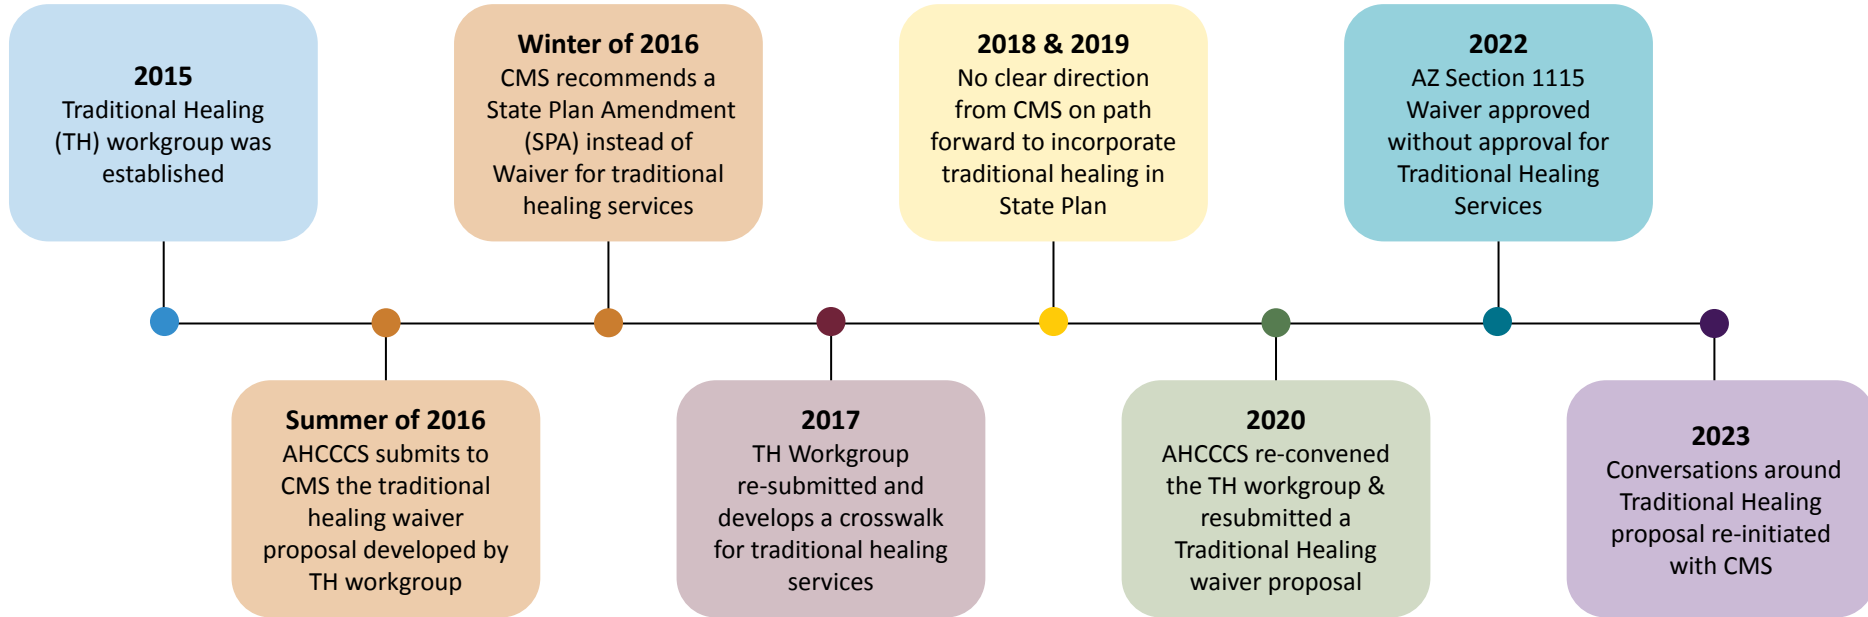 2015
Traditional Healing
(TH) workgroup was
established
Summer of 2016
AHCCCS submits to
CMS the traditional
healing waiver
proposal developed by
TH workgroup
Winter of 2016
CMS recommends a
State Plan Amendment
(SPA) instead of
Waiver for traditional
healing services
2017
TH Workgroup
re-submitted and
develops a crosswalk
for traditional healing
services
2018 & 2019
No clear direction
from CMS on path
forward to incorporate
traditional healing in
State Plan
2020
AHCCCS re-convened
the TH workgroup &
resubmitted a
Traditional Healing
waiver proposal
2022
AZ Section 1115
Waiver approved
without approval for
Traditional Healing
Services
2023
Conversations around
Traditional Healing
proposal re-initiated
with CMS